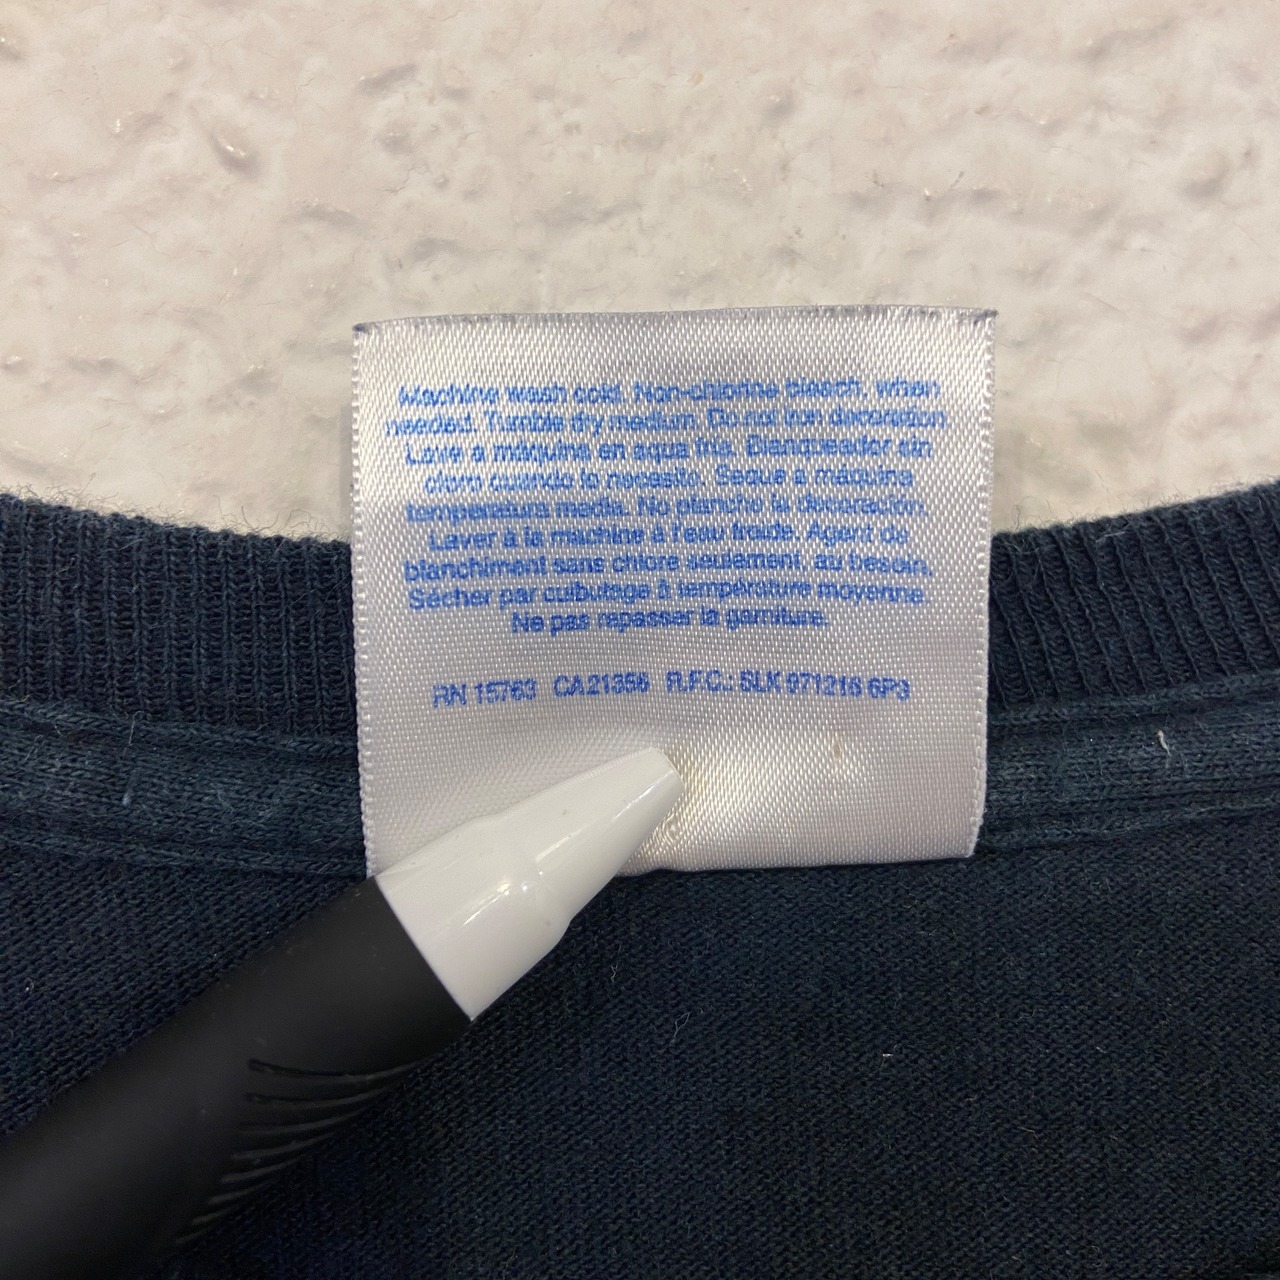 Machine wash cold. Non-chlorine bleach, when
needed. Tumble dry medium. Do not iron decoration.
Lave a máquina en aqua fria. Blanqueador sin
cloro cuando lo necesite. Seque a máquina
temperatura media. No planche la decoración.
Laver à la machine à l'eau froide. Agent de
blanchiment sans chlore seulement, au besoin.
Sécher par culbutage à température moyenne.
Ne pas repasser la garniture.
RN 15763 CA21356 R.F.C.: SLK 971216 6P3